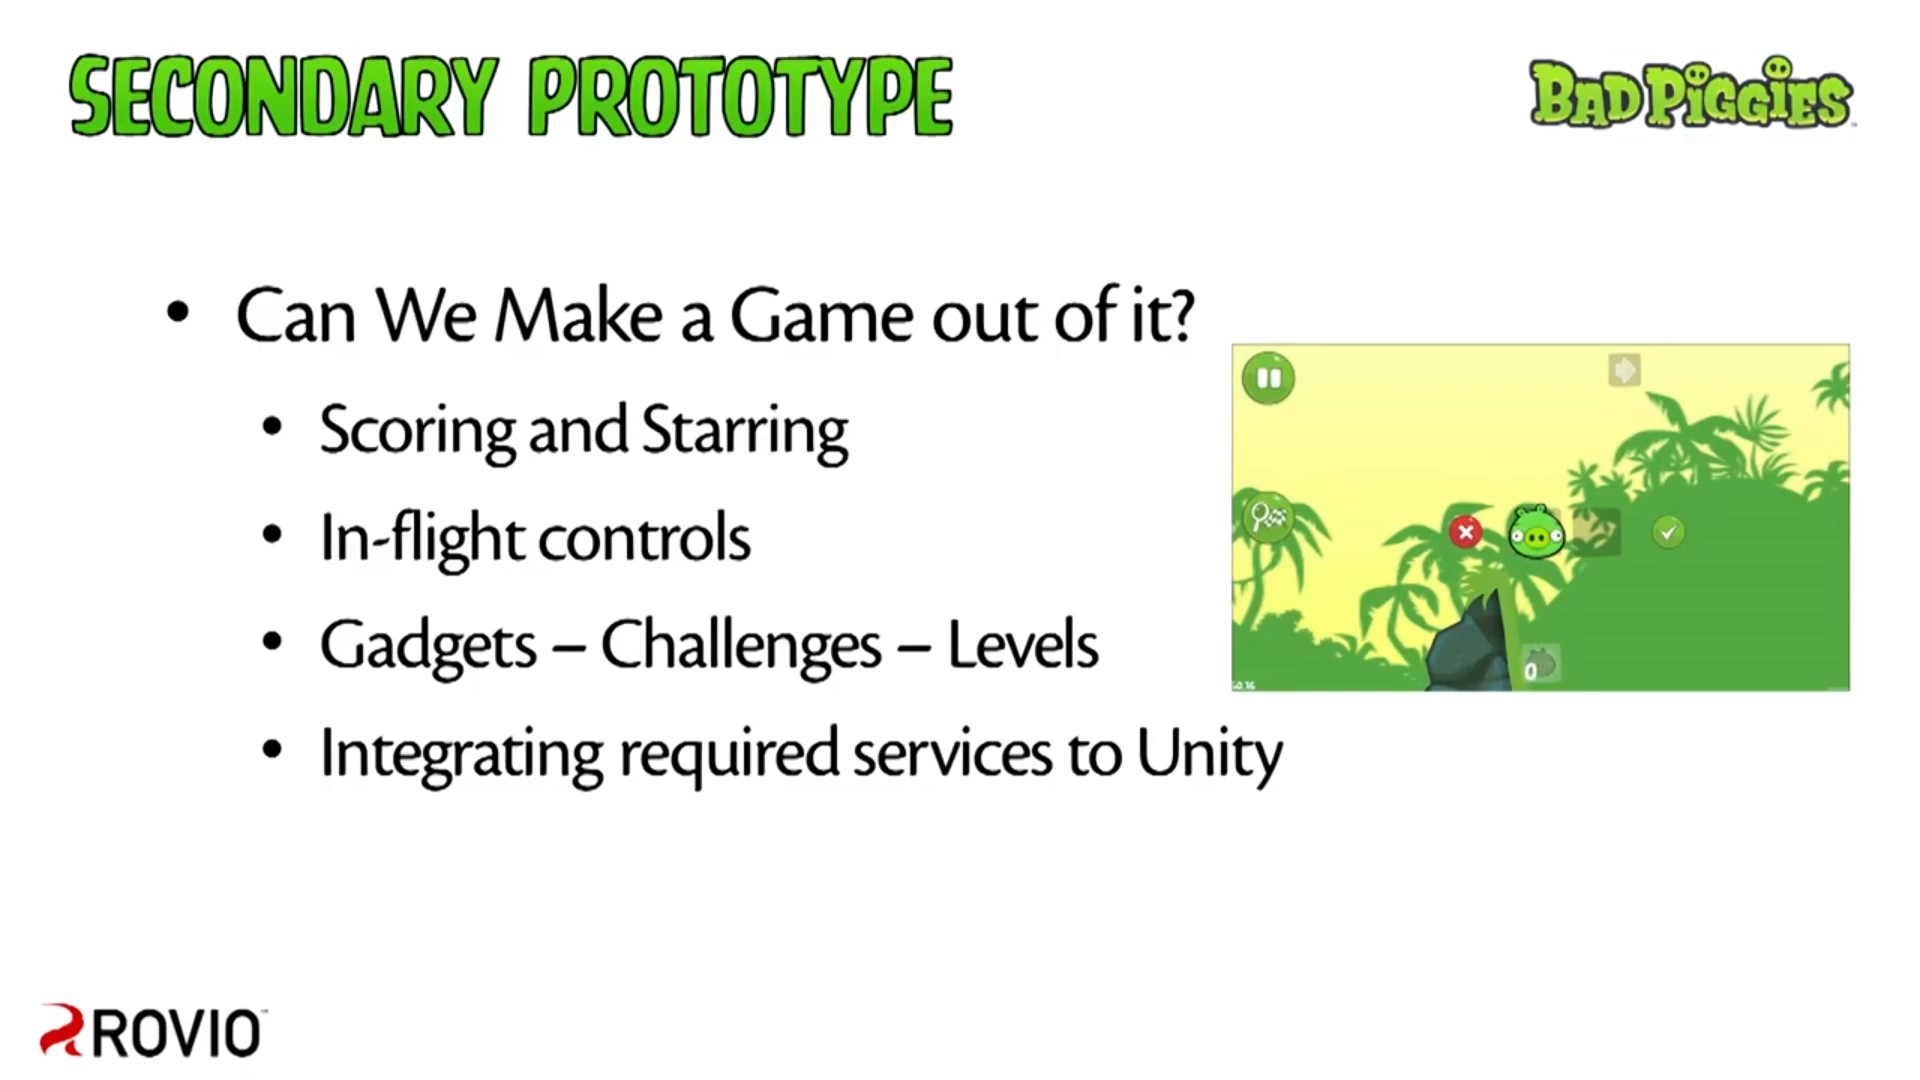 SECONDARY PROTOTYPE
BAD PIGGIES
• Can We Make a Game out of it?
• Scoring and Starring
• In-flight controls
• Gadgets – Challenges – Levels
• Integrating required services to Unity
0
ROVIO